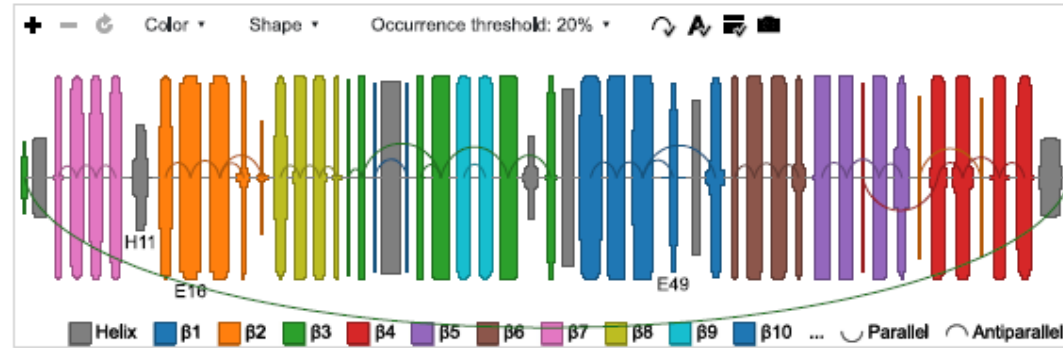 Color ▾ Shape ▾ Occurrence threshold: 20% ▾
H11
E16
E49
Helix β1 β2 β3 β4 β5 β6 β7 β8 β9 β10 ... Parallel Antiparallel